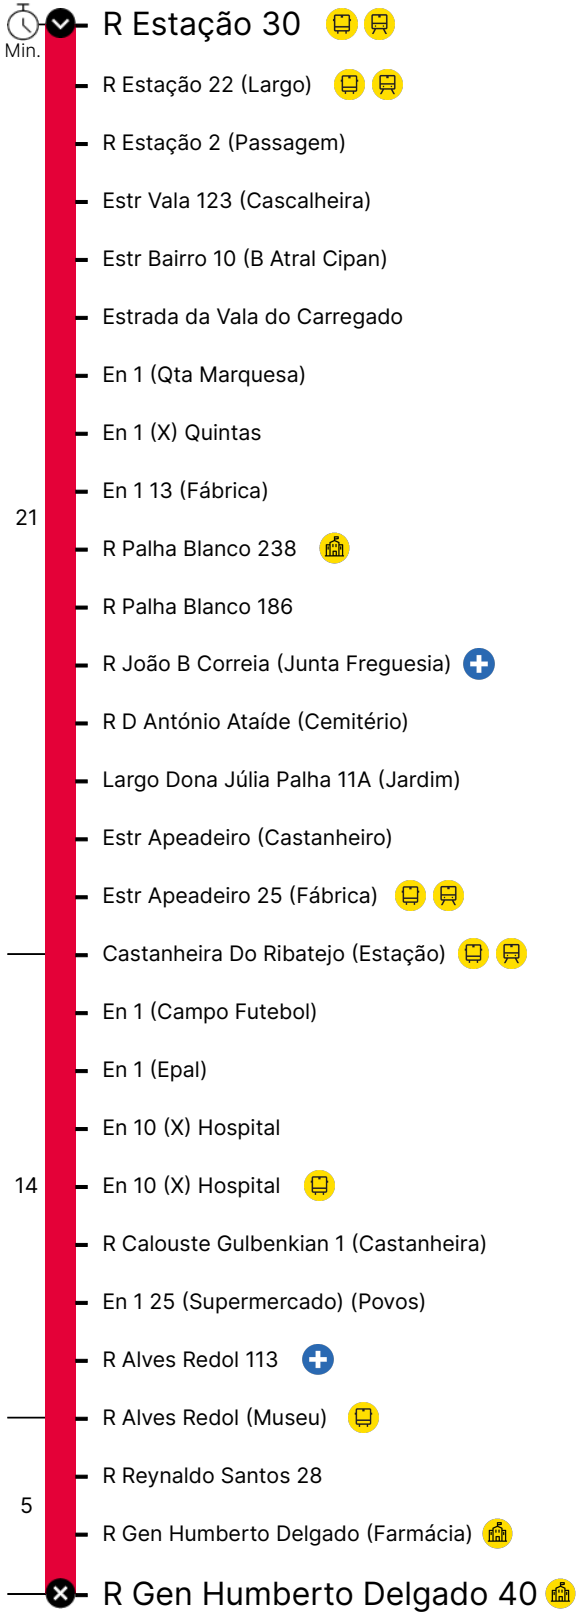 R Estação 30
Min.
R Estação 22 (Largo)
R Estação 2 (Passagem)
Estr Vala 123 (Cascalheira)
Estr Bairro 10 (B Atral Cipan)
Estrada da Vala do Carregado
En 1 (Qta Marquesa)
En 1 (X) Quintas
En 1 13 (Fábrica)
21
R Palha Blanco 238
R Palha Blanco 186
R João B Correia (Junta Freguesia)
R D António Ataíde (Cemitério)
Largo Dona Júlia Palha 11A (Jardim)
Estr Apeadeiro (Castanheiro)
Estr Apeadeiro 25 (Fábrica)
Castanheira Do Ribatejo (Estação)
En 1 (Campo Futebol)
En 1 (Epal)
En 10 (X) Hospital
14
En 10 (X) Hospital
R Calouste Gulbenkian 1 (Castanheira)
En 1 25 (Supermercado) (Povos)
R Alves Redol 113
R Alves Redol (Museu)
R Reynaldo Santos 28
5
R Gen Humberto Delgado (Farmácia)
R Gen Humberto Delgado 40